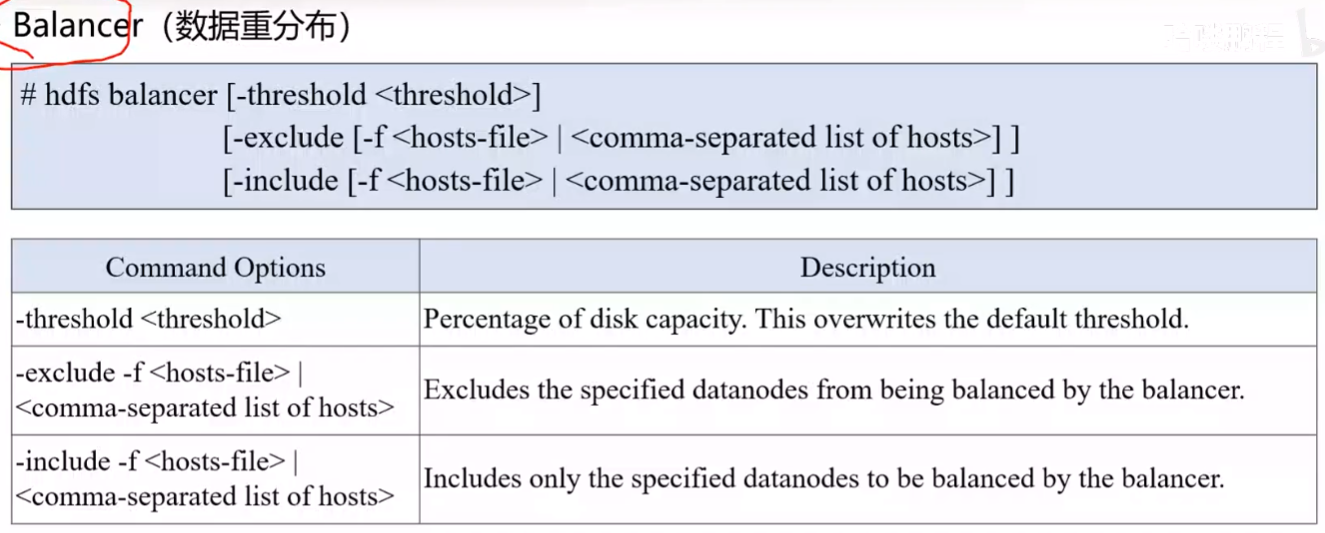 Balancer（数据重分布）
# hdfs balancer [-threshold <threshold>]
[-exclude [-f <hosts-file> | <comma-separated list of hosts>] ]
[-include [-f <hosts-file> | <comma-separated list of hosts>] ]
Command Options
Description
-threshold <threshold>
Percentage of disk capacity. This overwrites the default threshold.
-exclude -f <hosts-file> |
<comma-separated list of hosts>
Excludes the specified datanodes from being balanced by the balancer.
-include -f <hosts-file> |
<comma-separated list of hosts>
Includes only the specified datanodes to be balanced by the balancer.